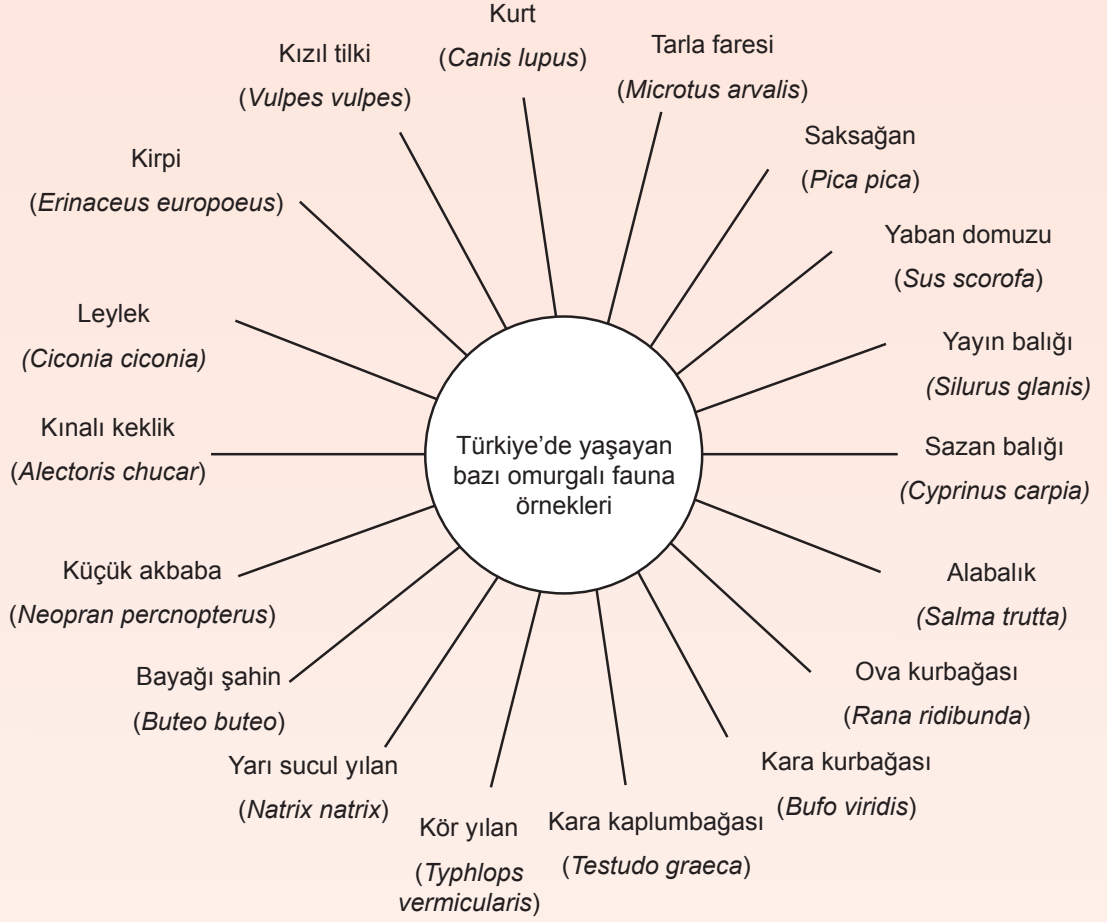 Kurt
(Canis lupus)
Tarla faresi
(Microtus arvalis)
Saksağan
(Pica pica)
Yaban domuzu
(Sus scorofa)
Yayın balığı
(Silurus glanis)
Sazan balığı
(Cyprinus carpia)
Alabalık
(Salma trutta)
Ova kurbağası
(Rana ridibunda)
Kara kurbağası
(Bufo viridis)
Kara kaplumbağası
(Testudo graeca)
Kör yılan
(Typhlops
vermicularis)
Yarı sucul yılan
(Natrix natrix)
Bayağı şahin
(Buteo buteo)
Küçük akbaba
(Neopran percnopterus)
Kınalı keklik
(Alectoris chucar)
Leylek
(Ciconia ciconia)
Kirpi
(Erinaceus europoeus)
Kızıl tilki
(Vulpes vulpes)
Türkiye’de yaşayan
bazı omurgalı fauna
örnekleri